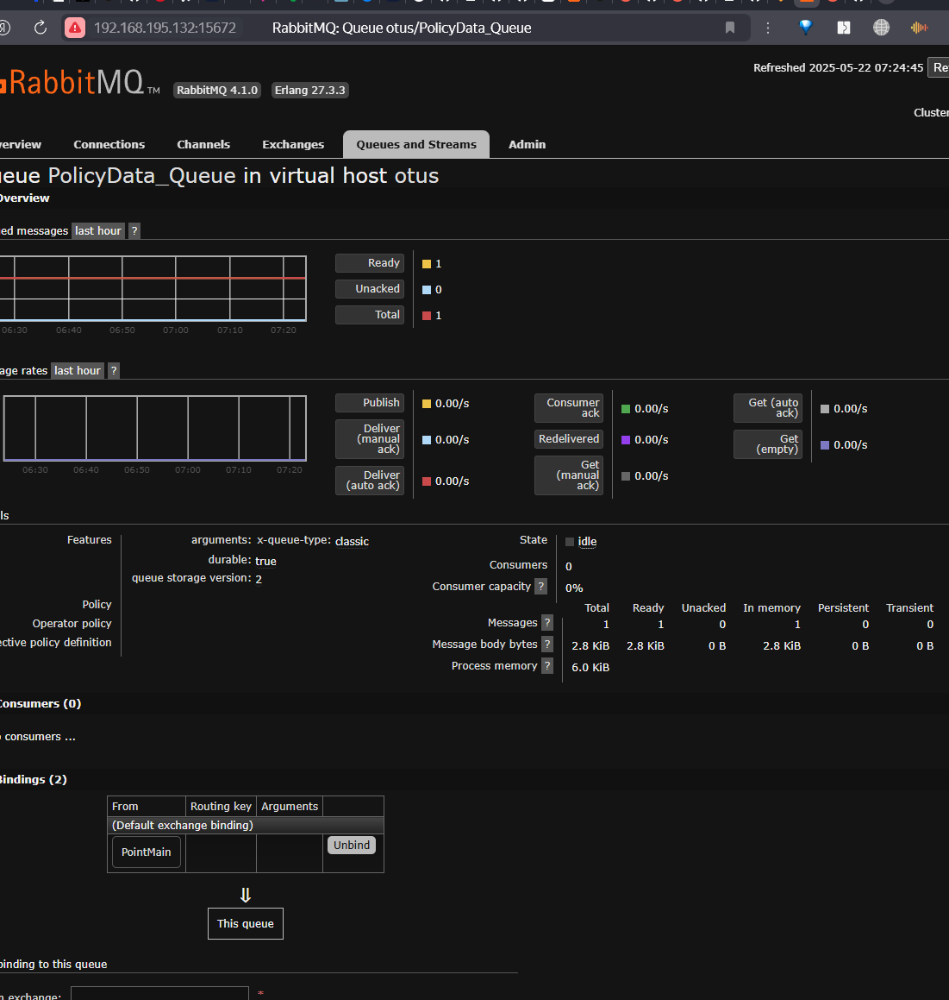 192.168.195.132:15672 RabbitMQ: Queue otus/PolicyData_Queue
RabbitMQ TM RabbitMQ 4.1.0 Erlang 27.3.3
Refreshed 2025-05-22 07:24:45 Re
Cluster
verview Connections Channels Exchanges Queues and Streams Admin
eue PolicyData_Queue in virtual host otus
Overview
ed messages last hour ?
Ready 1
Unacked 0
Total 1
06:30 06:40 06:50 07:00 07:10 07:20
age rates last hour ?
Publish 0.00/s
Deliver (manual ack) 0.00/s
Deliver (auto ack) 0.00/s
Consumer ack 0.00/s
Redelivered 0.00/s
Get (manual ack) 0.00/s
Get (auto ack) 0.00/s
Get (empty) 0.00/s
06:30 06:40 06:50 07:00 07:10 07:20
ls
Features
arguments: x-queue-type: classic
durable: true
queue storage version: 2
Policy
Operator policy
ective policy definition
State idle
Consumers 0
Consumer capacity ? 0%
Total Ready Unacked In memory Persistent Transient
Messages ? 1 1 0 1 0 0
Message body bytes ? 2.8 KiB 2.8 KiB 0 B 2.8 KiB 0 B 0 B
Process memory ? 6.0 KiB
Consumers (0)
o consumers ...
Bindings (2)
From Routing key Arguments
(Default exchange binding)
PointMain Unbind
⇓
This queue
binding to this queue
m exchange: *